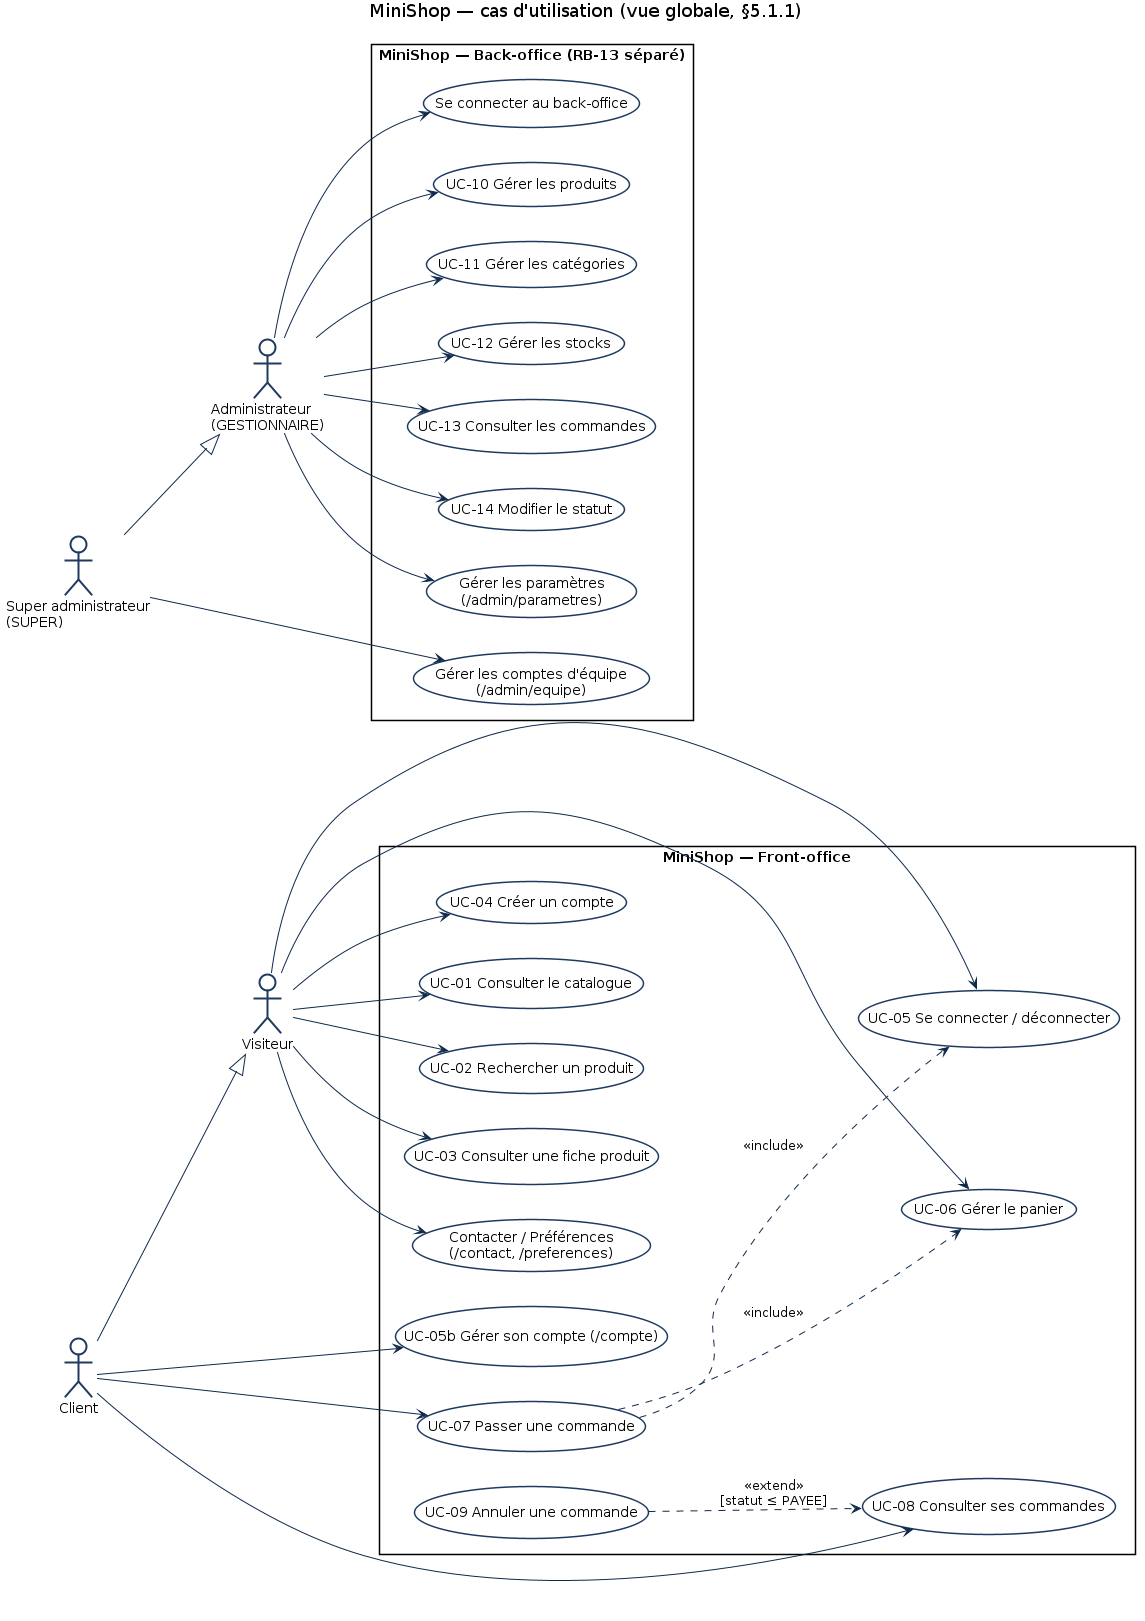 MiniShop — cas d'utilisation (vue globale, §5.1.1)
MiniShop — Back-office (RB-13 séparé)
Se connecter au back-office
UC-10 Gérer les produits
UC-11 Gérer les catégories
UC-12 Gérer les stocks
Administrateur
(GESTIONNAIRE)
UC-13 Consulter les commandes
UC-14 Modifier le statut
Gérer les paramètres
(/admin/parametres)
Super administrateur
(SUPER)
Gérer les comptes d'équipe
(/admin/equipe)
MiniShop — Front-office
UC-04 Créer un compte
UC-01 Consulter le catalogue
UC-05 Se connecter / déconnecter
Visiteur
UC-02 Rechercher un produit
«include»
UC-03 Consulter une fiche produit
UC-06 Gérer le panier
Contacter / Préférences
(/contact, /preferences)
«include»
UC-05b Gérer son compte (/compte)
Client
UC-07 Passer une commande
«extend»
[statut ≤ PAYEE]
UC-09 Annuler une commande
UC-08 Consulter ses commandes